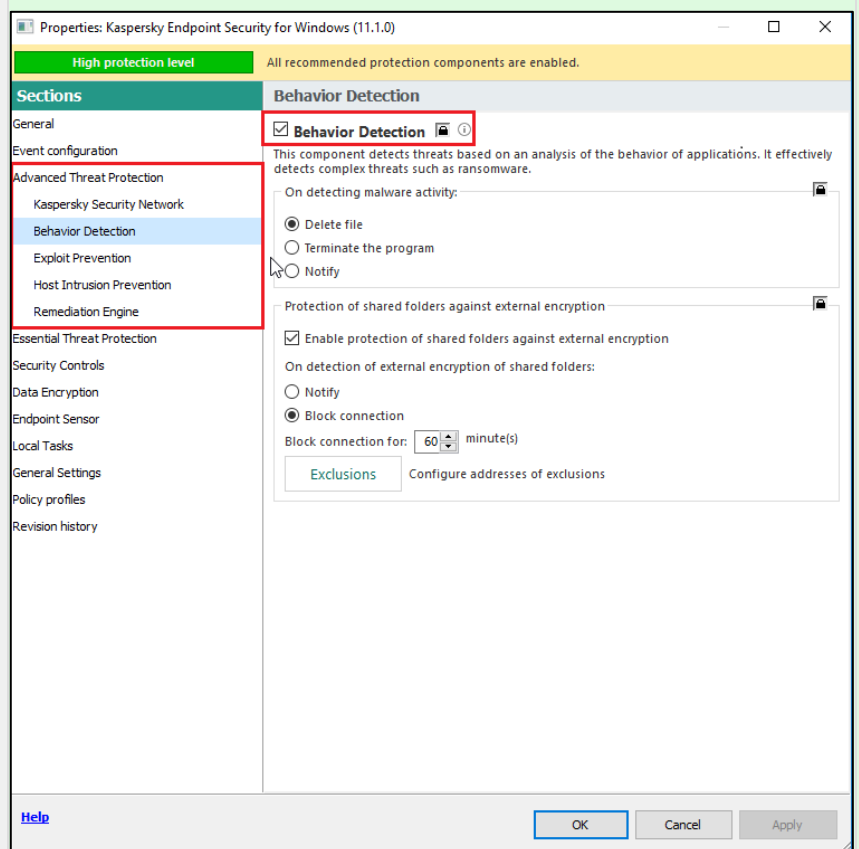 Properties: Kaspersky Endpoint Security for Windows (11.1.0)
High protection level
All recommended protection components are enabled.
Sections
General
Event configuration
Advanced Threat Protection
Kaspersky Security Network
Behavior Detection
Exploit Prevention
Host Intrusion Prevention
Remediation Engine
Essential Threat Protection
Security Controls
Data Encryption
Endpoint Sensor
Local Tasks
General Settings
Policy profiles
Revision history
Behavior Detection
Behavior Detection
This component detects threats based on an analysis of the behavior of applications. It effectively
detects complex threats such as ransomware.
On detecting malware activity:
Delete file
Terminate the program
Notify
Protection of shared folders against external encryption
Enable protection of shared folders against external encryption
On detection of external encryption of shared folders:
Notify
Block connection
Block connection for: 60 minute(s)
Exclusions Configure addresses of exclusions
Help
OK Cancel Apply